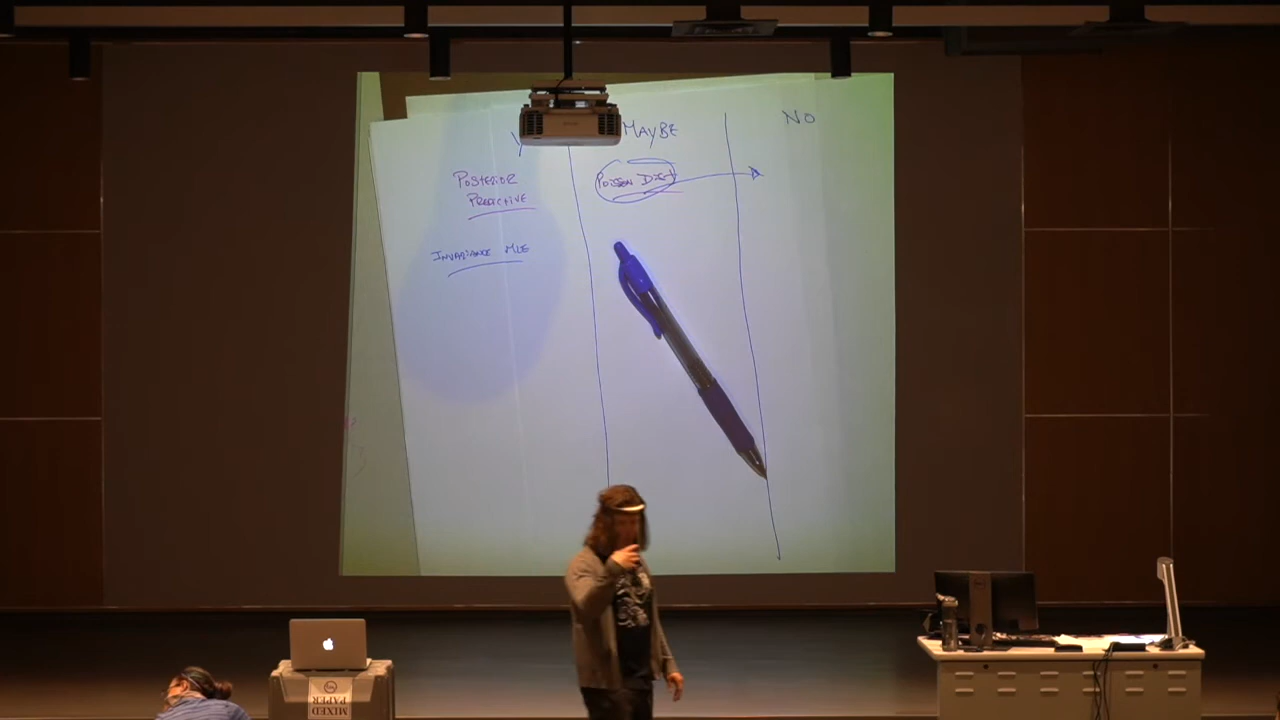 MAYBE
NO
POSTERIOR
PREDICTIVE
POISSON DIST
INVARIANCE MLE
MIXED
PAPER